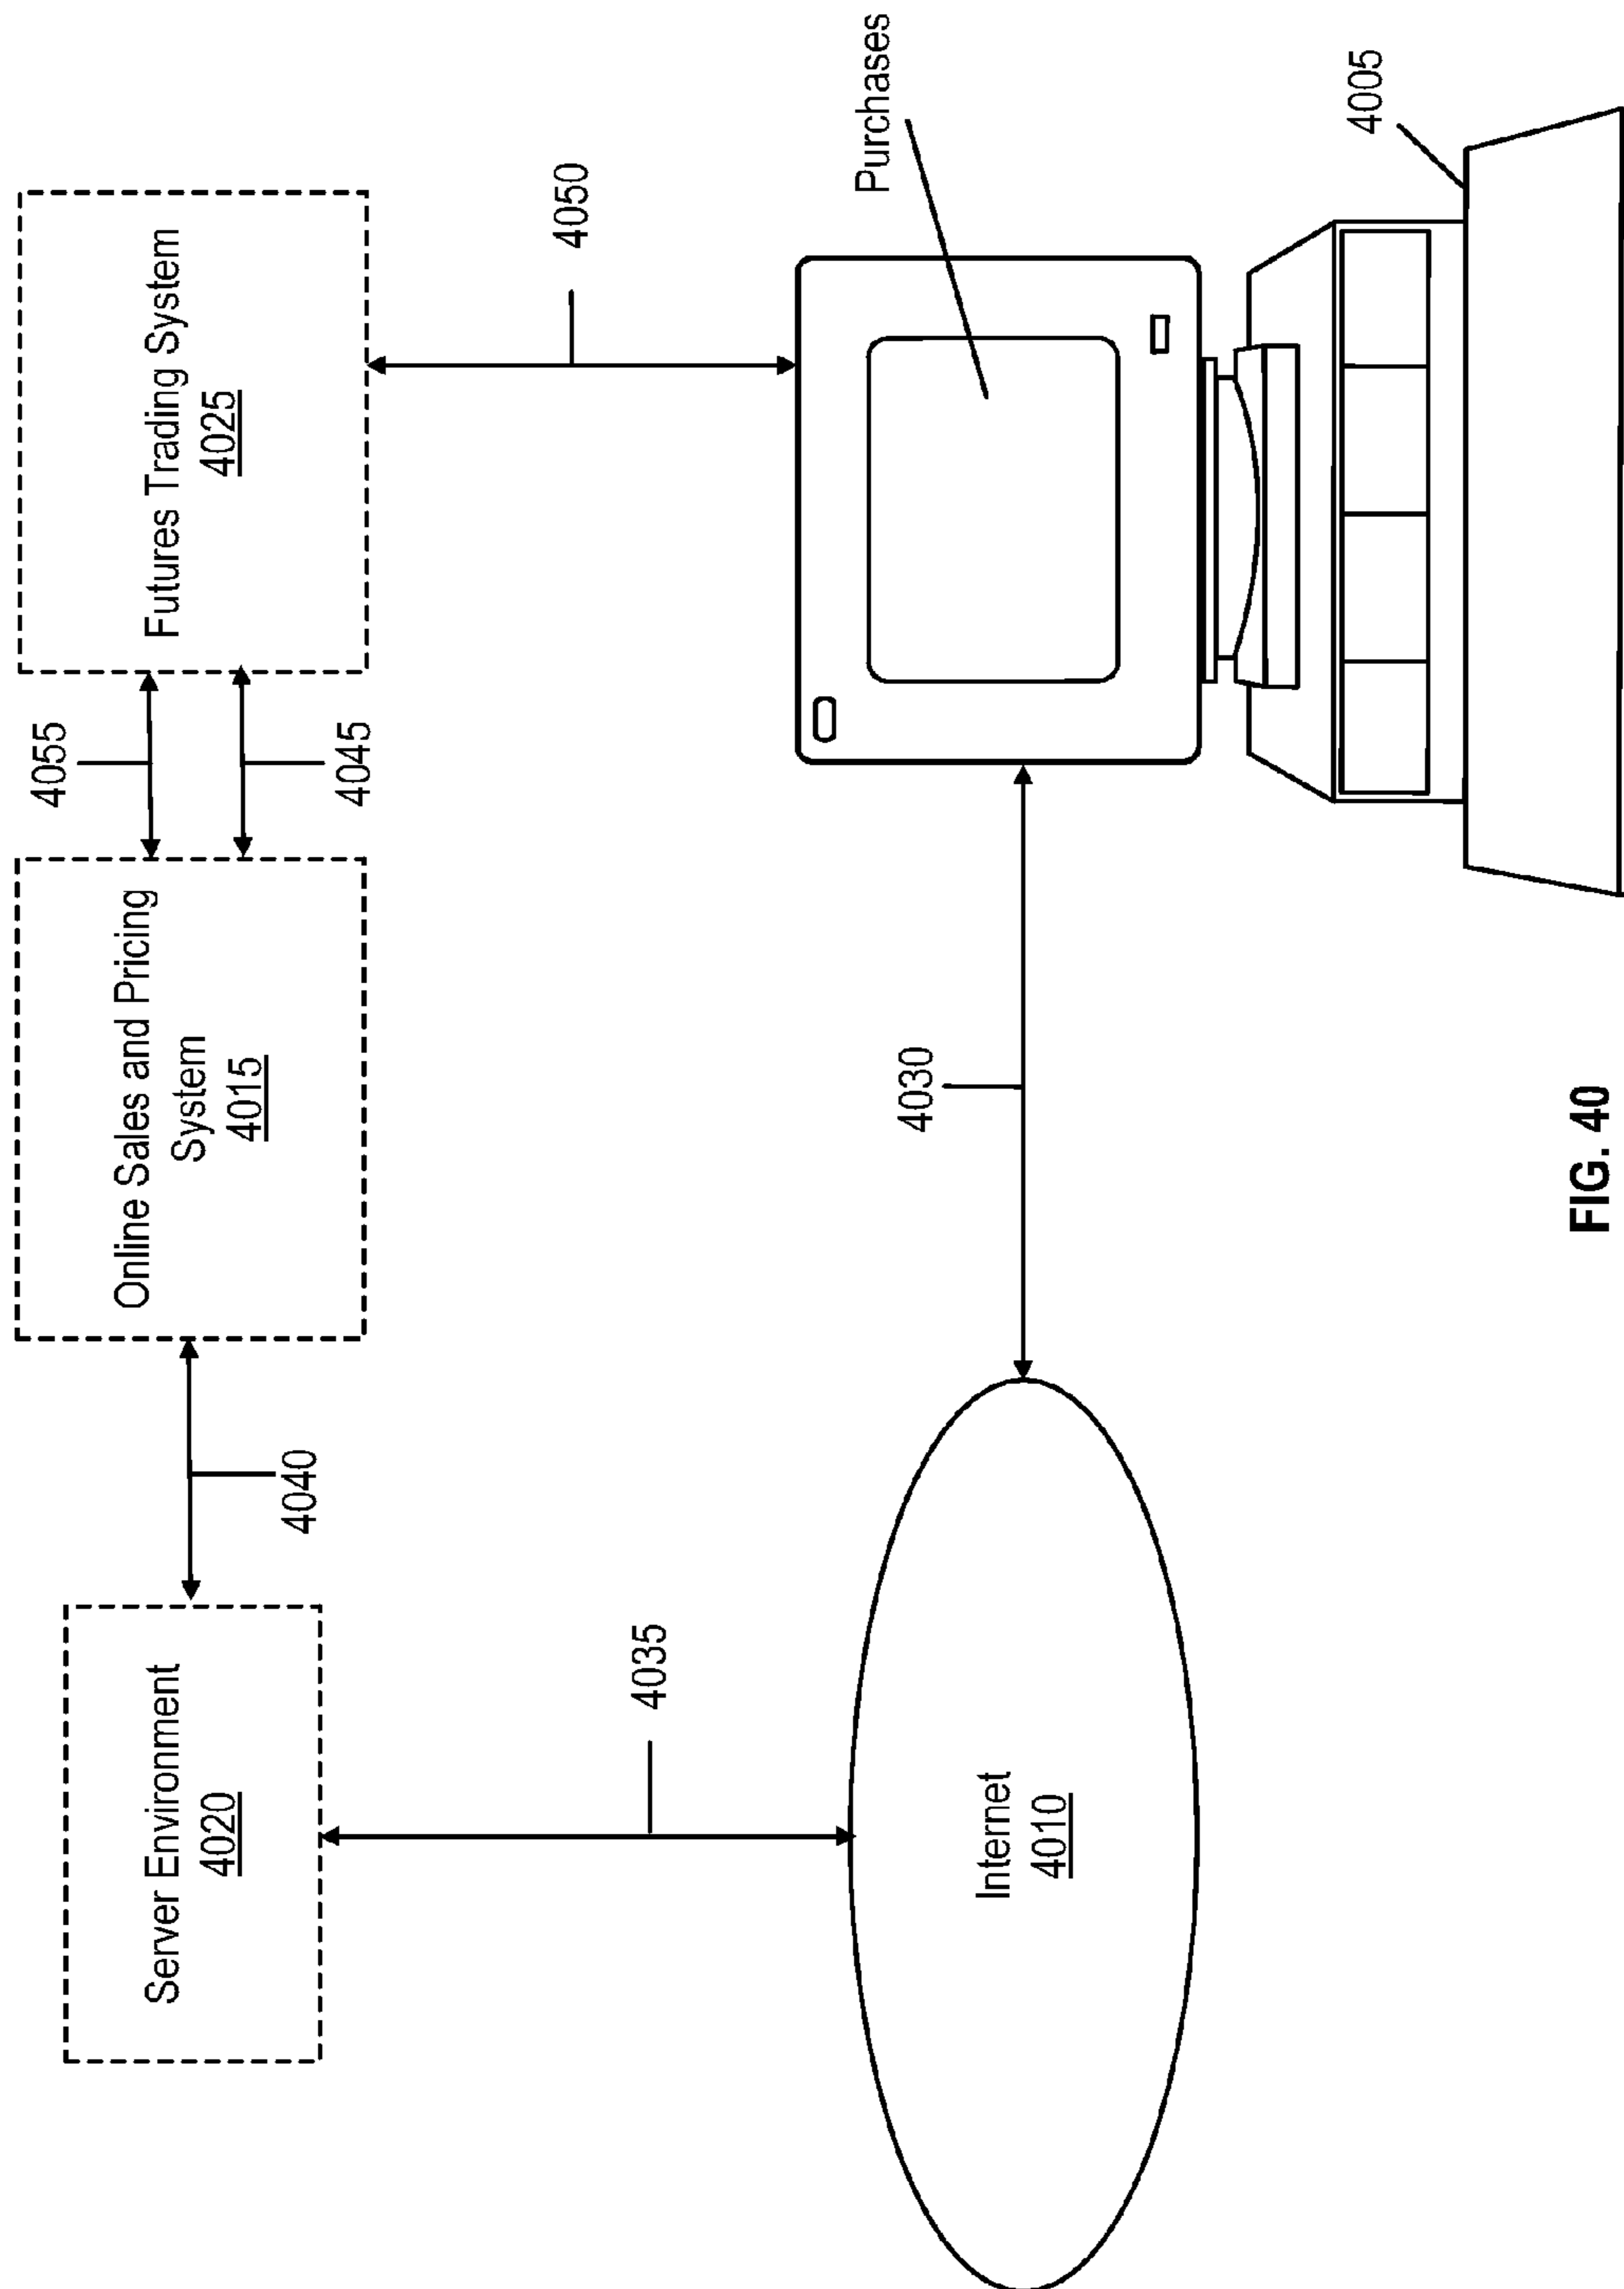 Server Environment
4020
4040
Online Sales and Pricing
System
4015
4055
4045
Futures Trading System
4025
4035
4050
Internet
4010
4030
Purchases
4005
FIG. 40